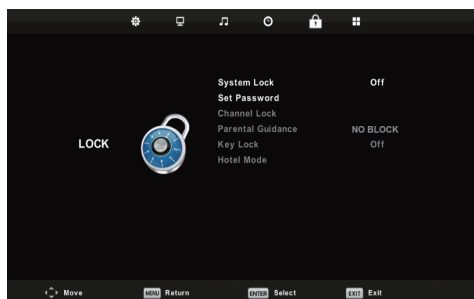 System Lock Off
Set Password
Channel Lock
Parental Guidance NO BLOCK
LOCK
Key Lock Off
Hotel Mode
Move MENU Return ENTER Select EXIT Exit